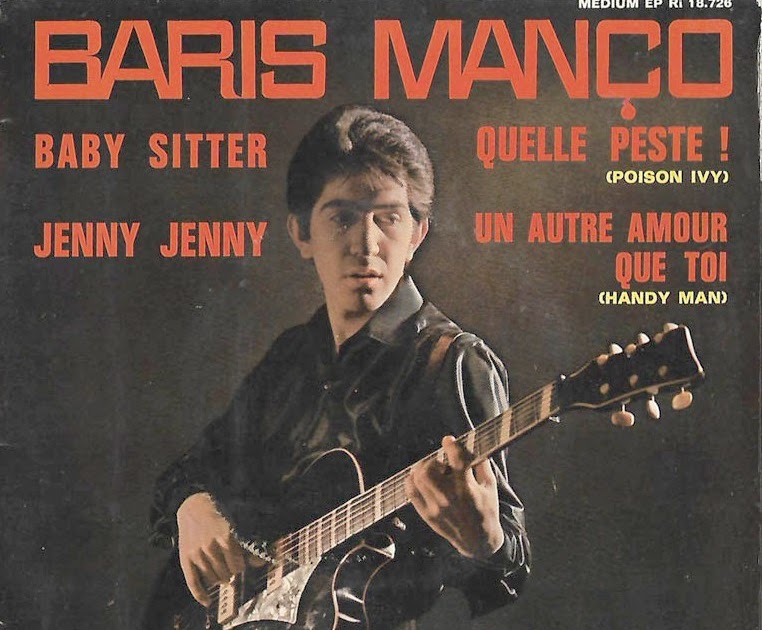 MEDIUM EP RI 18.726
BARIS MANÇO
BABY SITTER
JENNY JENNY
QUELLE PESTE !
(POISON IVY)
UN AUTRE AMOUR
QUE TOI
(HANDY MAN)